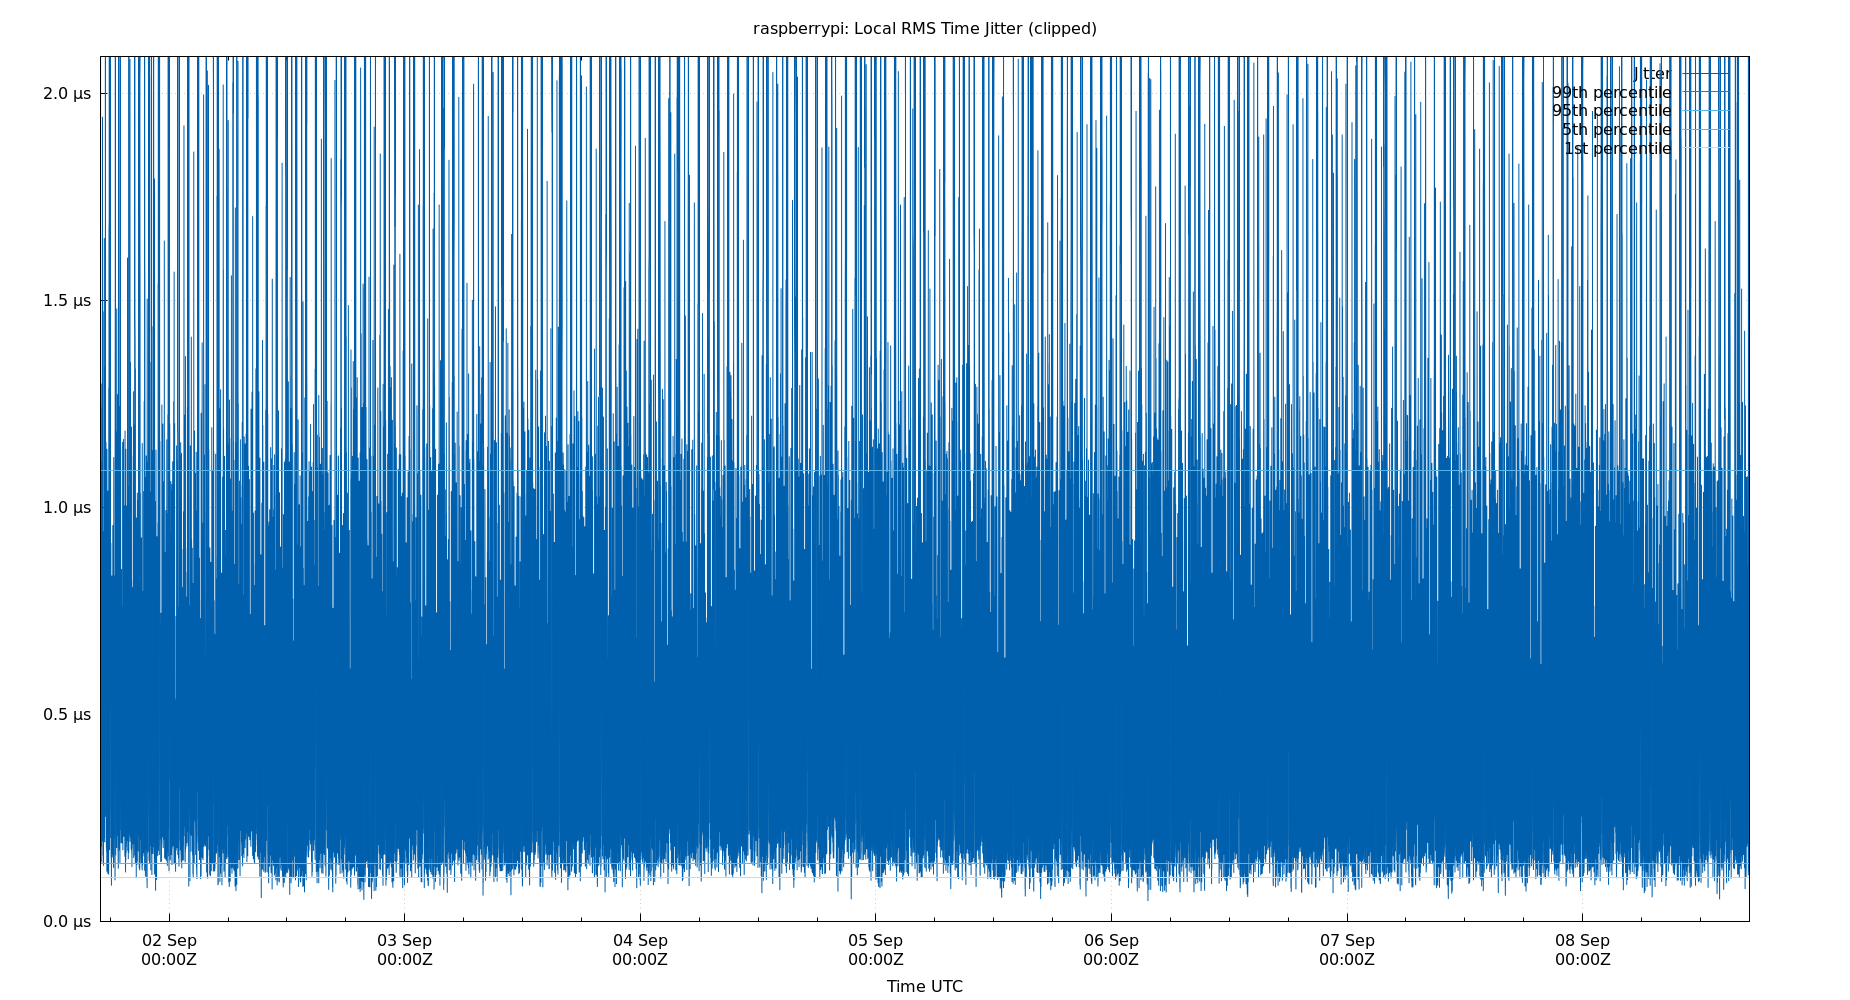 raspberrypi: Local RMS Time Jitter (clipped)
2.0 µs
1.5 µs
1.0 µs
0.5 µs
0.0 µs
Jitter
99th percentile
95th percentile
5th percentile
1st percentile
02 Sep
00:00Z
03 Sep
00:00Z
04 Sep
00:00Z
05 Sep
00:00Z
06 Sep
00:00Z
07 Sep
00:00Z
08 Sep
00:00Z
Time UTC